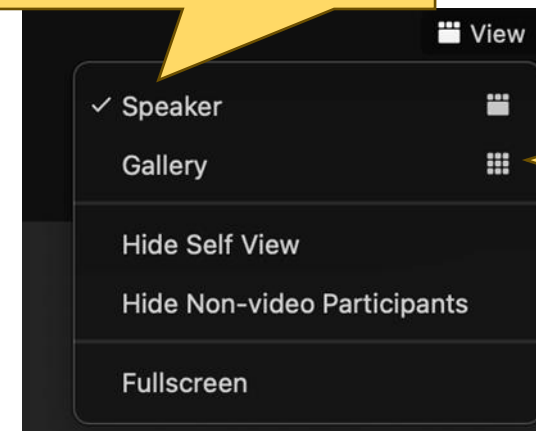 View
Speaker
Gallery
Hide Self View
Hide Non-video Participants
Fullscreen